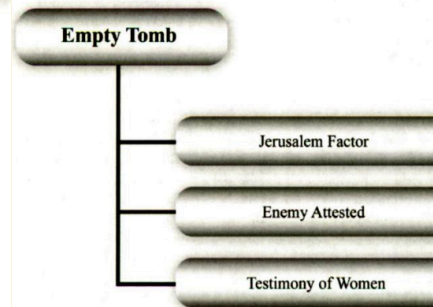 Empty Tomb
Jerusalem Factor
Enemy Attested
Testimony of Women